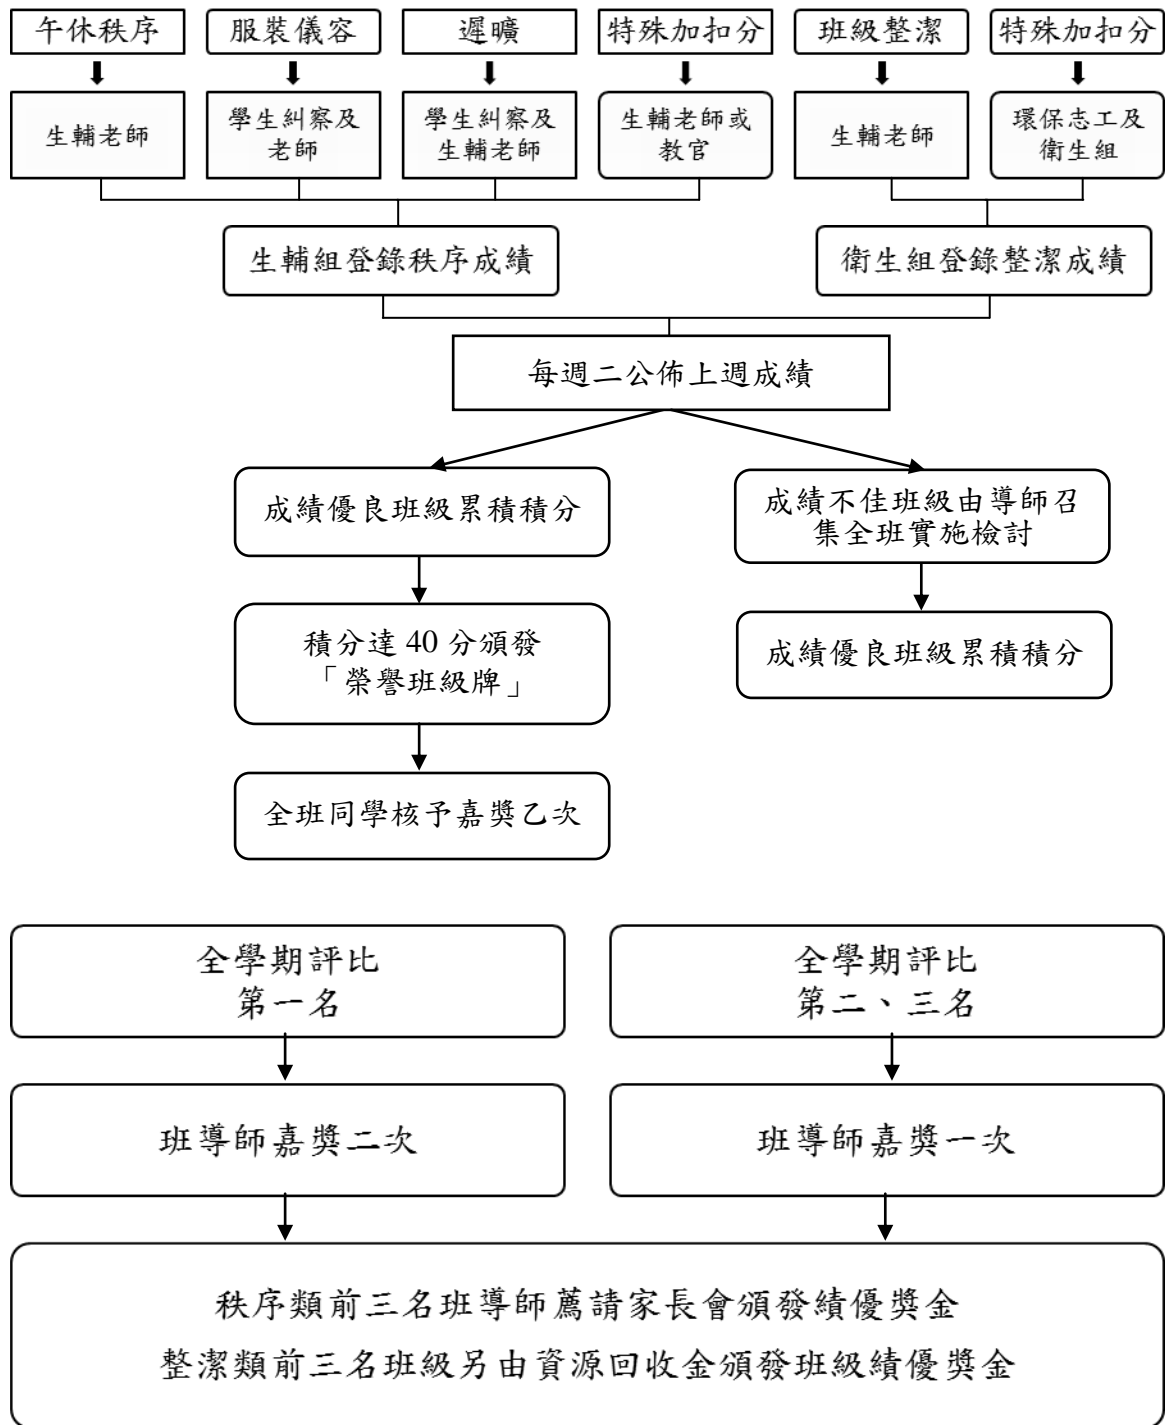 午休秩序
服裝儀容
遲曠
特殊加扣分
班級整潔
特殊加扣分
生輔老師
學生糾察及
老師
學生糾察及
生輔老師
生輔老師或
教官
生輔老師
環保志工及
衛生組
生輔組登錄秩序成績
衛生組登錄整潔成績
每週二公佈上週成績
成績優良班級累積積分
成績不佳班級由導師召
集全班實施檢討
積分達 40 分頒發
「榮譽班級牌」
成績優良班級累積積分
全班同學核予嘉獎乙次
全學期評比
第一名
全學期評比
第二、三名
班導師嘉獎二次
班導師嘉獎一次
秩序類前三名班導師薦請家長會頒發績優獎金
整潔類前三名班級另由資源回收金頒發班級績優獎金